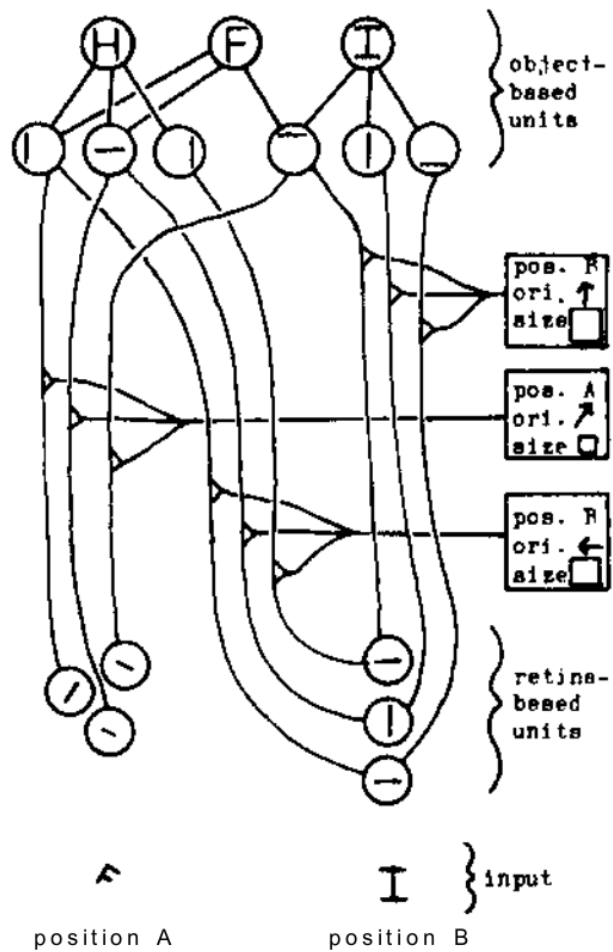 H F I
object-
based
units
pos. B
ori. ↑
size
pos. A
ori. ↗
size
pos. B
ori. ←
size
retina-
based
units
F I input
position A position B